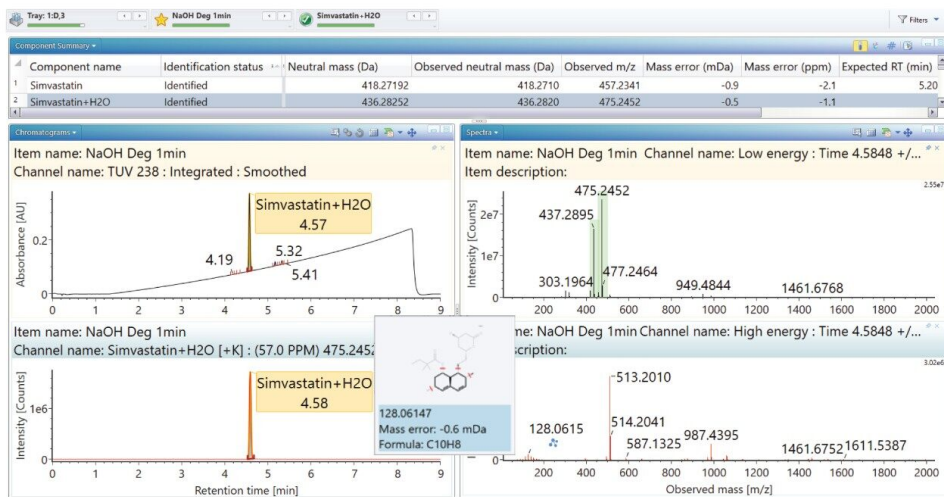 Tray: 1:D,3
NaOH Deg 1min
Simvastatin+H2O
Filters
Component Summary
Component name Identification status Neutral mass (Da) Observed neutral mass (Da) Observed m/z Mass error (mDa) Mass error (ppm) Expected RT (min)
1 Simvastatin Identified 418.27192 418.2710 457.2341 -0.9 -2.1 5.20
2 Simvastatin+H2O Identified 436.28252 436.2820 475.2452 -0.5 -1.1
Chromatograms
Item name: NaOH Deg 1min
Channel name: TUV 238 : Integrated : Smoothed
Absorbance [AU]
0.2
0
Simvastatin+H2O
4.57
4.19
5.32
5.41
0 1 2 3 4 5 6 7 8 9
Item name: NaOH Deg 1min
Channel name: Simvastatin+H2O [+K] : (57.0 PPM) 475.2452
Intensity [Counts]
1e6
0
Simvastatin+H2O
4.58
0 1 2 3 4 5 6 7 8 9
Retention time [min]
128.06147
Mass error: -0.6 mDa
Formula: C10H8
Spectra
Item name: NaOH Deg 1min Channel name: Low energy : Time 4.5848 +/...
Item description:
2.55e7
Intensity [Counts]
2e7
1e7
0
475.2452
437.2895
477.2464
303.1964
949.4844
1461.6768
200 400 600 800 1000 1200 1400 1600 1800 2000
NaOH Deg 1min Channel name: High energy : Time 4.5848 +/...
scription:
3.02e6
513.2010
514.2041
128.0615
587.1325
987.4395
1461.6752
1611.5387
200 400 600 800 1000 1200 1400 1600 1800 2000
Observed mass [m/z]